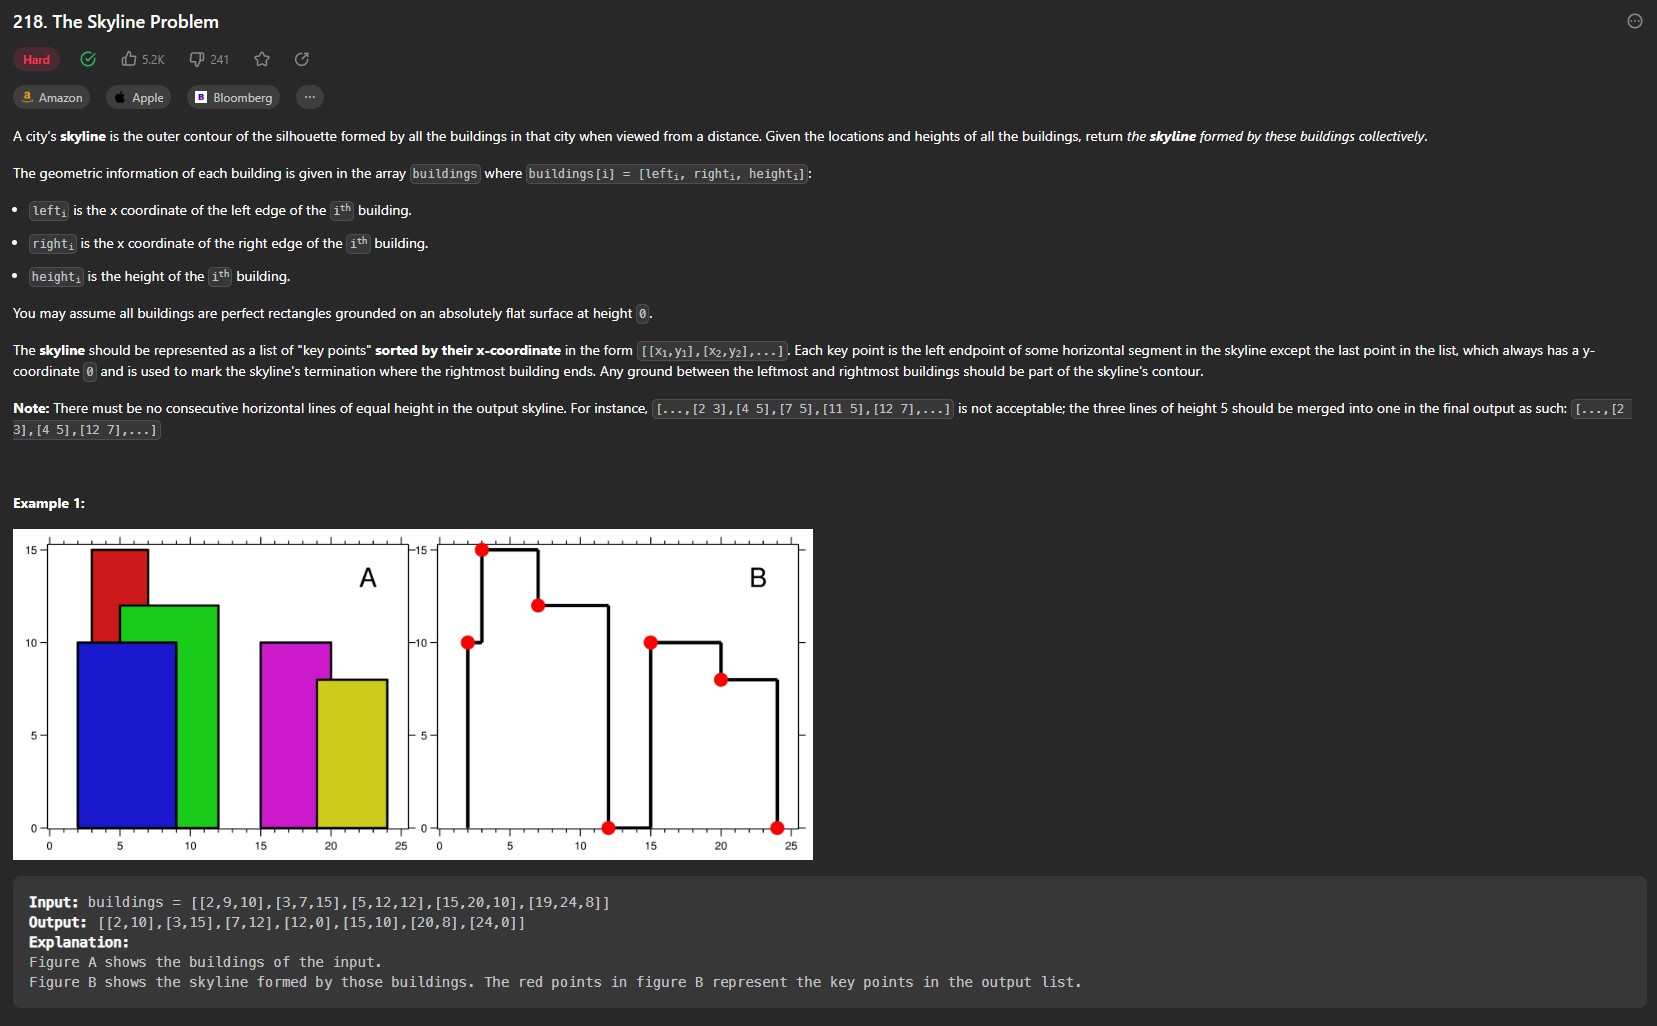 218. The Skyline Problem
Hard 5.2K 241
a Amazon Apple B Bloomberg ...
A city's skyline is the outer contour of the silhouette formed by all the buildings in that city when viewed from a distance. Given the locations and heights of all the buildings, return the skyline formed by these buildings collectively.
The geometric information of each building is given in the array buildings where buildings[i] = [lefti, righti, heighti]:
• lefti is the x coordinate of the left edge of the ith building.
• righti is the x coordinate of the right edge of the ith building.
• heighti is the height of the ith building.
You may assume all buildings are perfect rectangles grounded on an absolutely flat surface at height 0.
The skyline should be represented as a list of "key points" sorted by their x-coordinate in the form [[x1,y1],[x2,y2],...]. Each key point is the left endpoint of some horizontal segment in the skyline except the last point in the list, which always has a y-
coordinate 0 and is used to mark the skyline's termination where the rightmost building ends. Any ground between the leftmost and rightmost buildings should be part of the skyline's contour.
Note: There must be no consecutive horizontal lines of equal height in the output skyline. For instance, [...,[2 3],[4 5],[7 5],[11 5],[12 7],...] is not acceptable; the three lines of height 5 should be merged into one in the final output as such: [...,[2
3],[4 5],[12 7],...]
Example 1:
15 15
A B
10 10
5 5
0 0
0 5 10 15 20 25 0 5 10 15 20 25
Input: buildings = [[2,9,10],[3,7,15],[5,12,12],[15,20,10],[19,24,8]]
Output: [[2,10],[3,15],[7,12],[12,0],[15,10],[20,8],[24,0]]
Explanation:
Figure A shows the buildings of the input.
Figure B shows the skyline formed by those buildings. The red points in figure B represent the key points in the output list.